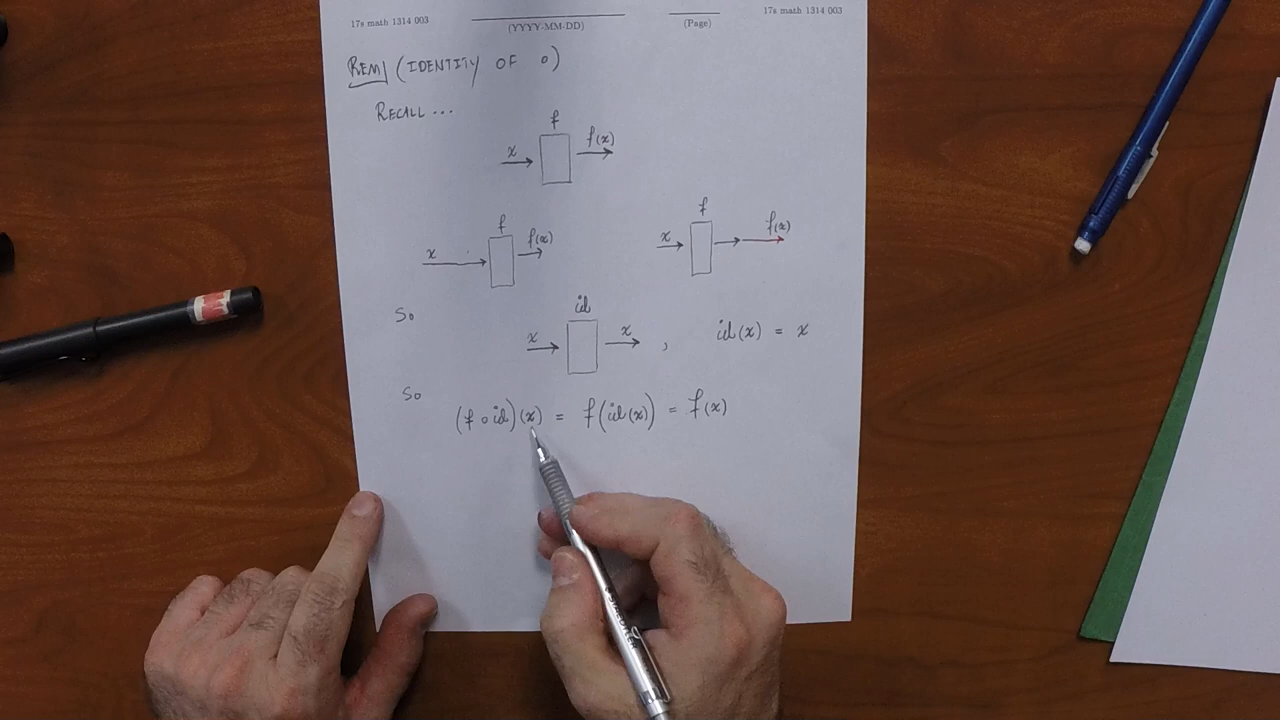 17s math 1314 003 (YYYY-MM-DD) (Page) 17s math 1314 003
REM (IDENTITY OF ∘)
RECALL...
f
x f(x)
f f
x f(x) x f(x)
So
id
x x , id(x) = x
So
(f ∘ id)(x) = f(id(x)) = f(x)